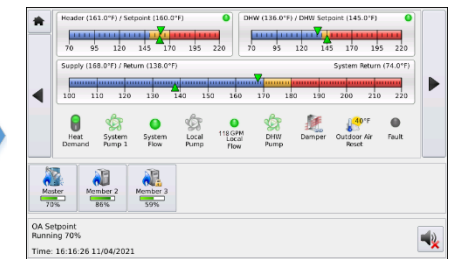 Header (161.0°F) / Setpoint (160.0°F)
DHW (136.0°F) / DHW Setpoint (145.0°F)
70 95 120 145 170 195 220
70 95 120 145 170 195 220
Supply (168.0°F) / Return (138.0°F)
System Return (74.0°F)
100 110 120 130 140 150 160 170 180 190 200 210 220
Heat Demand
System Pump 1
System Flow
Local Pump
118 GPM Local Flow
DHW Pump
Damper
40°F
Outdoor Air Reset
Fault
Master
70%
Member 2
86%
Member 3
59%
OA Setpoint
Running 70%
Time: 16:16:26 11/04/2021